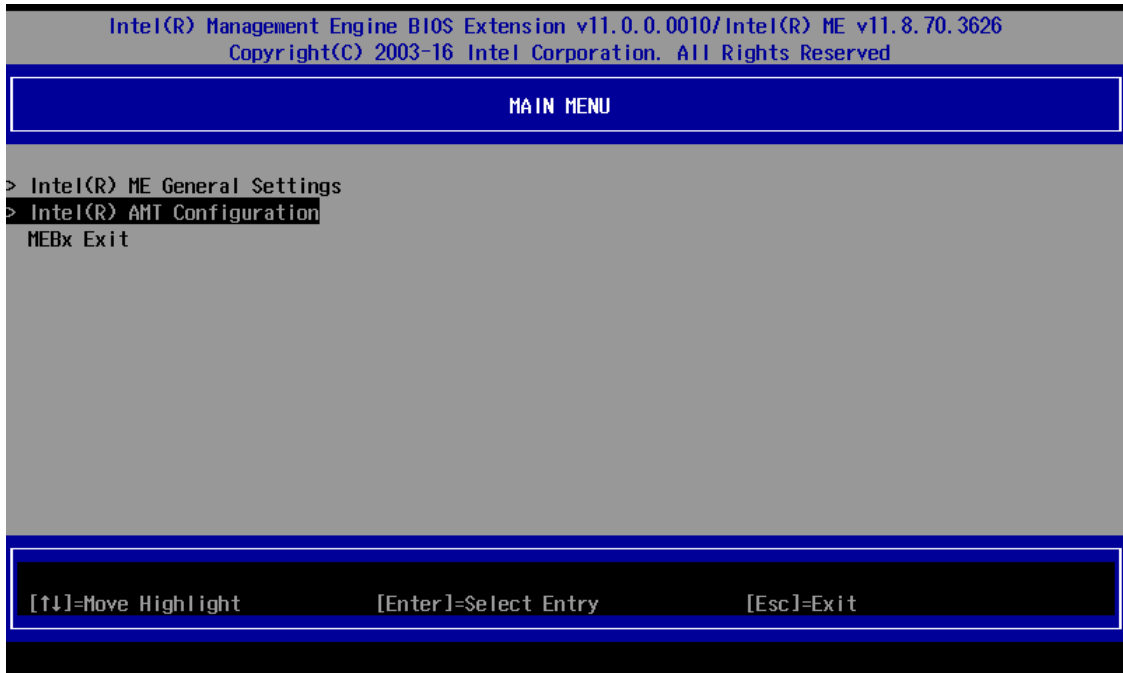 Intel(R) Management Engine BIOS Extension v11.0.0.0010/Intel(R) ME v11.8.70.3626
Copyright(C) 2003-16 Intel Corporation. All Rights Reserved
MAIN MENU
> Intel(R) ME General Settings
> Intel(R) AMT Configuration
MEBx Exit
[↑↓]=Move Highlight [Enter]=Select Entry [Esc]=Exit